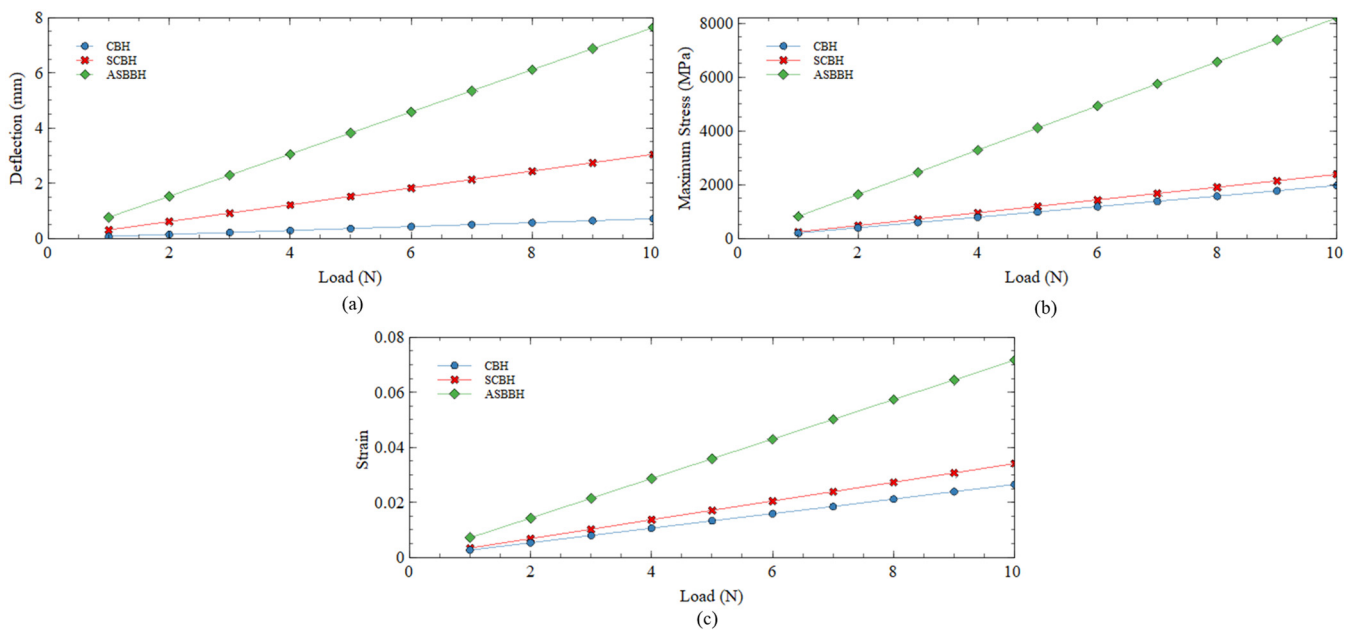 8
6
4
2
0
Deflection (mm)
CBH
SCBH
ASBBH
0 2 4 6 8 10
Load (N)
(a)
8000
6000
4000
2000
0
Maximum Stress (MPa)
CBH
SCBH
ASBBH
0 2 4 6 8 10
Load (N)
(b)
0.08
0.06
0.04
0.02
0
Strain
CBH
SCBH
ASBBH
0 2 4 6 8 10
Load (N)
(c)